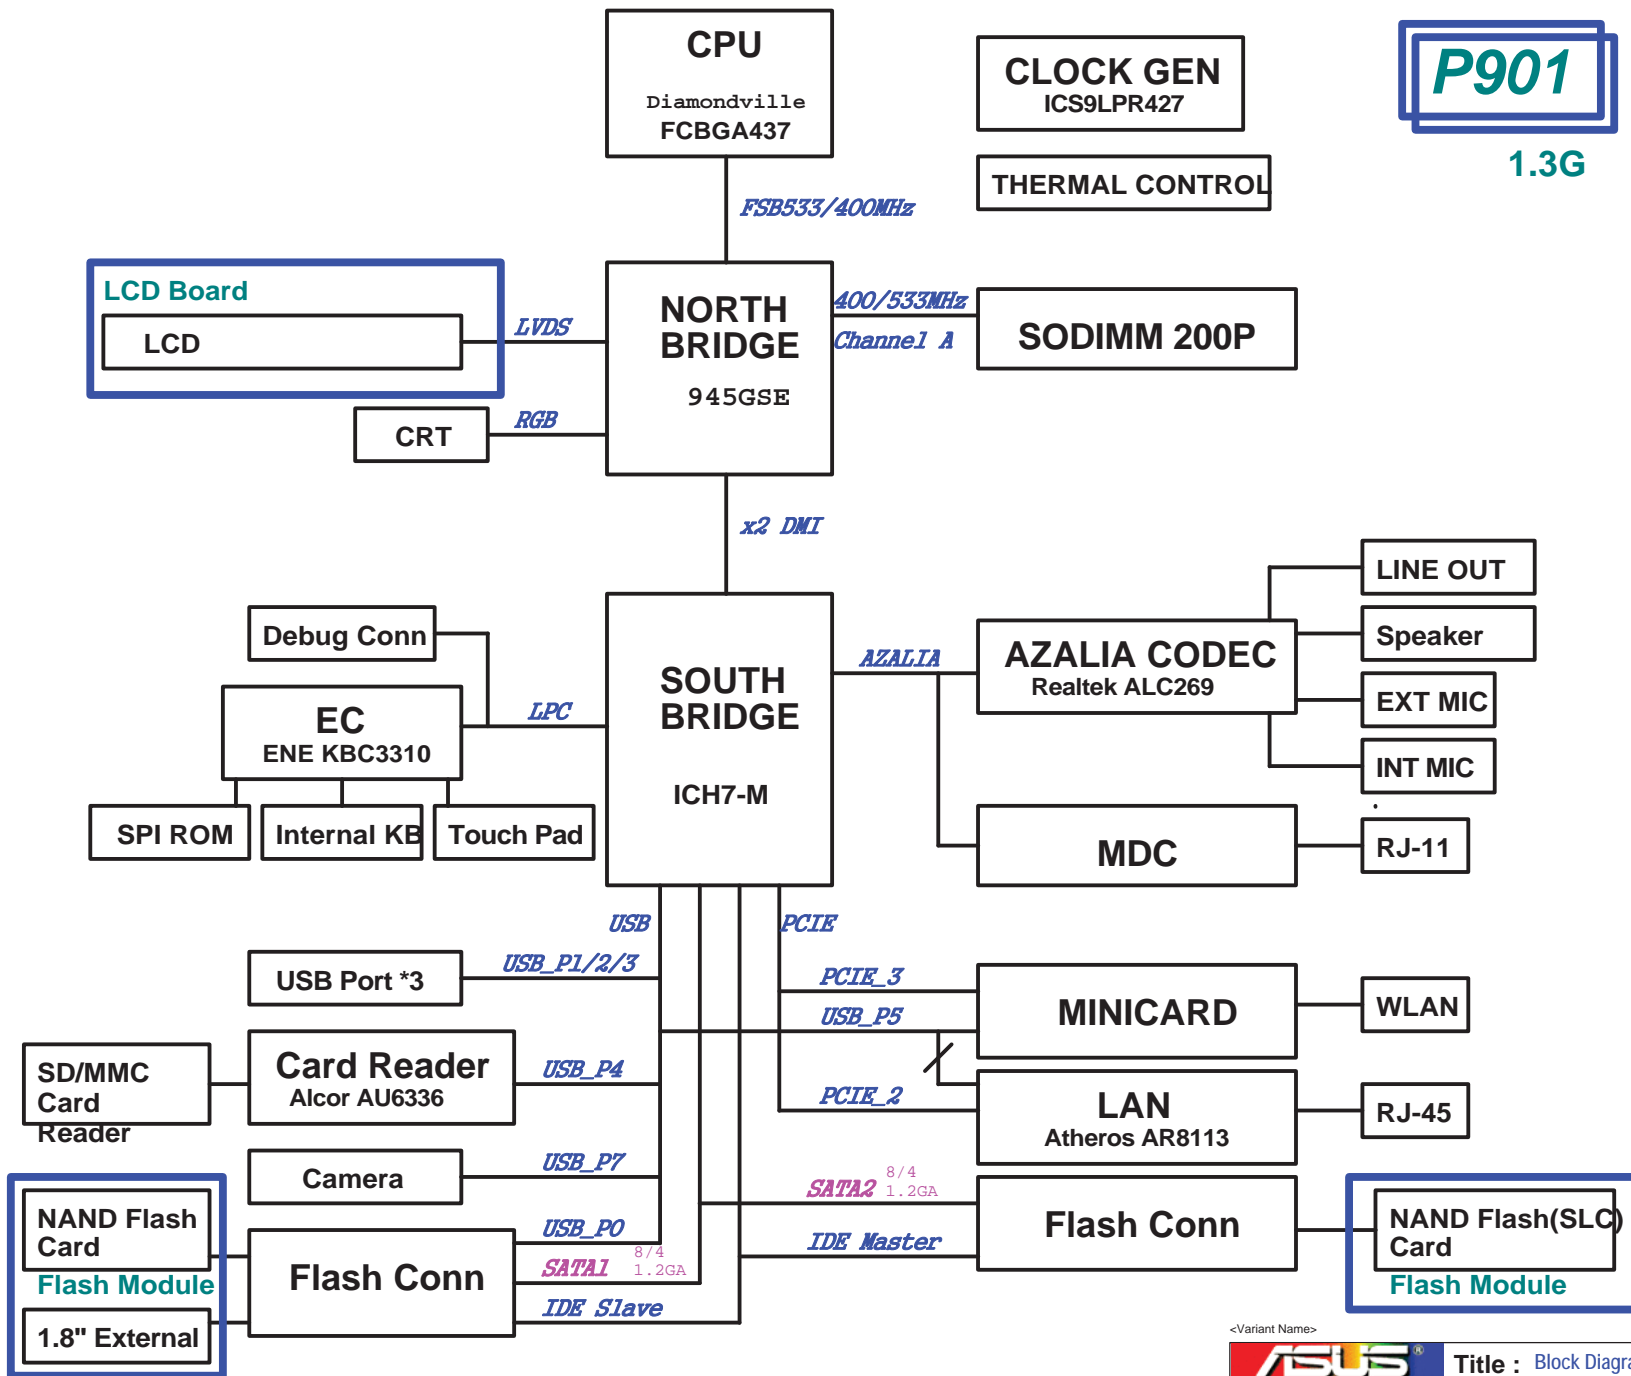 CPU
Diamondville
FCBGA437
CLOCK GEN
ICS9LPR427
THERMAL CONTROL
P901
1.3G
FSB533/400MHz
LCD Board
LCD
LVDS
CRT
RGB
NORTH
BRIDGE
945GSE
400/533MHz
Channel A
SODIMM 200P
x2 DMI
Debug Conn
EC
ENE KBC3310
LPC
SPI ROM
Internal KB
Touch Pad
SOUTH
BRIDGE
ICH7-M
AZALIA
AZALIA CODEC
Realtek ALC269
LINE OUT
Speaker
EXT MIC
INT MIC
MDC
RJ-11
USB
PCIE
USB Port *3
USB_P1/2/3
PCIE_3
USB_P5
MINICARD
WLAN
SD/MMC
Card
Reader
Card Reader
Alcor AU6336
USB_P4
PCIE_2
LAN
Atheros AR8113
RJ-45
Camera
USB_P7
NAND Flash
Card
Flash Module
1.8" External
Flash Conn
USB_P0
SATA1
8/4
1.2GA
IDE Slave
SATA2
8/4
1.2GA
IDE Master
Flash Conn
NAND Flash(SLC)
Card
Flash Module
<Variant Name>
ASUS®
Title : Block Diagra